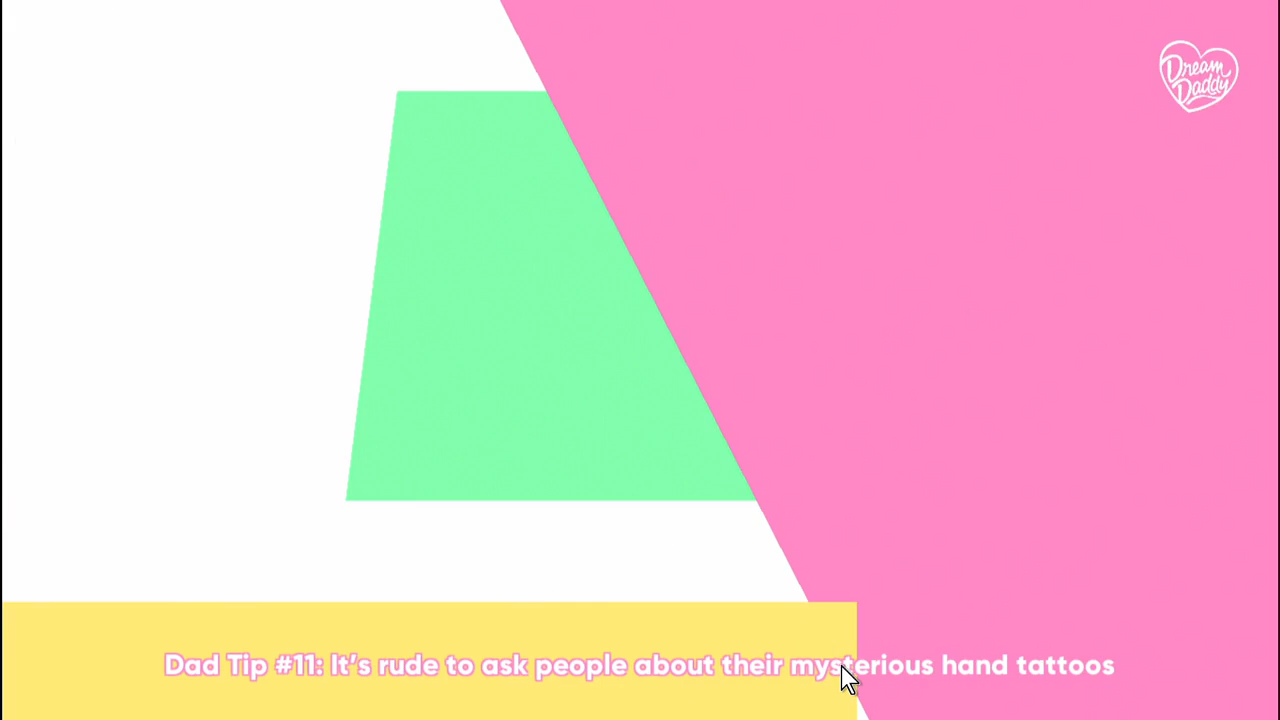 Dream
Daddy
Dad Tip #11: It's rude to ask people about their mysterious hand tattoos